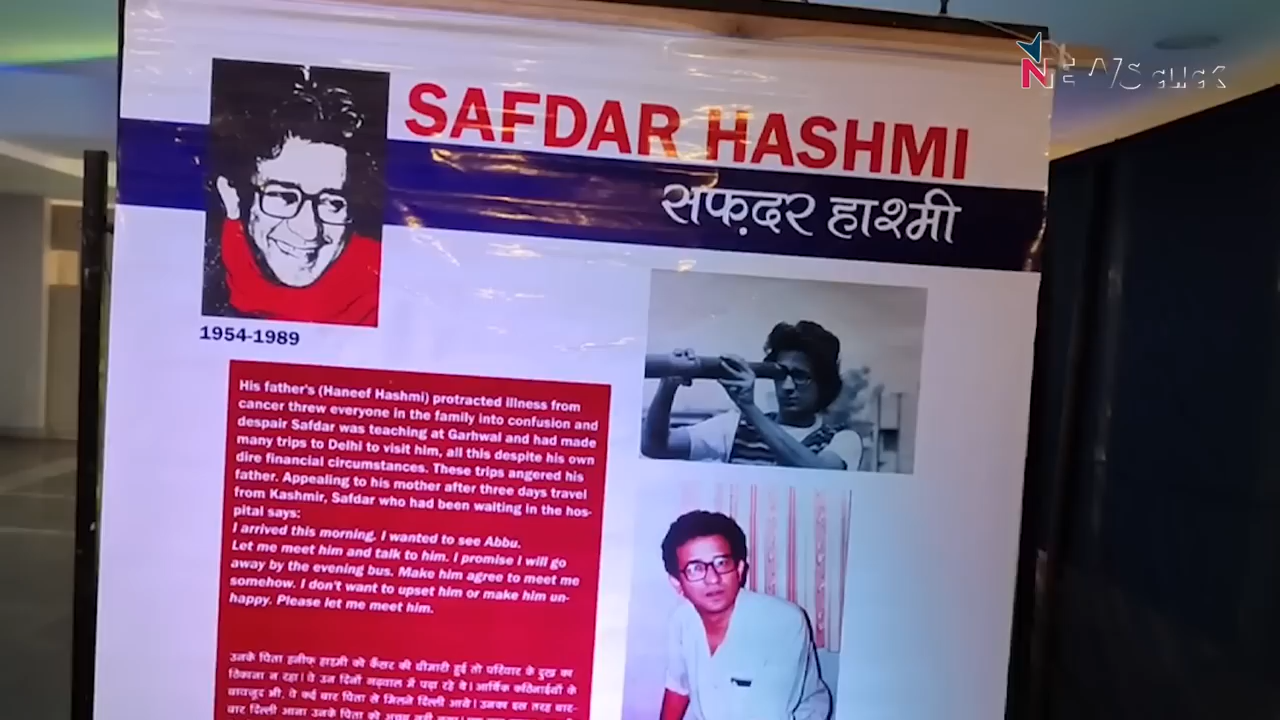 NEWSCLICK
SAFDAR HASHMI
सफ़दर हाश्मी
1954-1989
His father's (Haneef Hashmi) protracted illness from
cancer threw everyone in the family into confusion and
despair Safdar was teaching at Garhwal and had made
many trips to Delhi to visit him, all this despite his own
dire financial circumstances. These trips angered his
father. Appealing to his mother after three days travel
from Kashmir, Safdar who had been waiting in the hos-
pital says:
I arrived this morning. I wanted to see Abbu.
Let me meet him and talk to him. I promise I will go
away by the evening bus. Make him agree to meet me
somehow. I don't want to upset him or make him un-
happy. Please let me meet him.
उनके पिता हनीफ़ हाश्मी को कैंसर की बीमारी हुई तो परिवार के दुख का
ठिकाना न रहा। वे उन दिनों गढ़वाल में पढ़ा रहे थे। आर्थिक कठिनाईयों के
बावजूद भी, वे कई बार पिता से मिलने दिल्ली आये। उनका इस तरह बार-
बार दिल्ली आना उनके पिता को